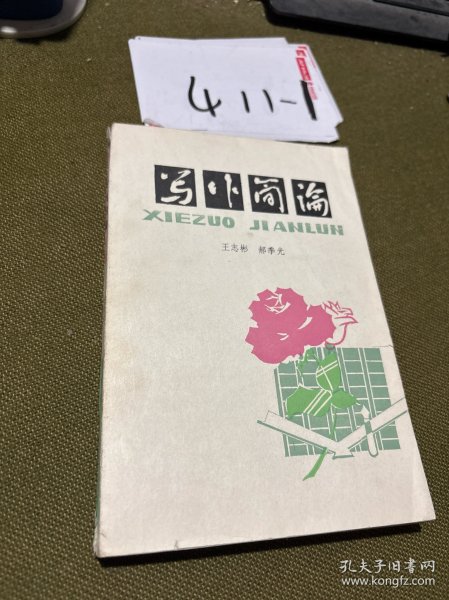 411-1
写作简论
XIEZUO JIANLUN
王志彬 郝季光
孔夫子旧书网
www.kongfz.com